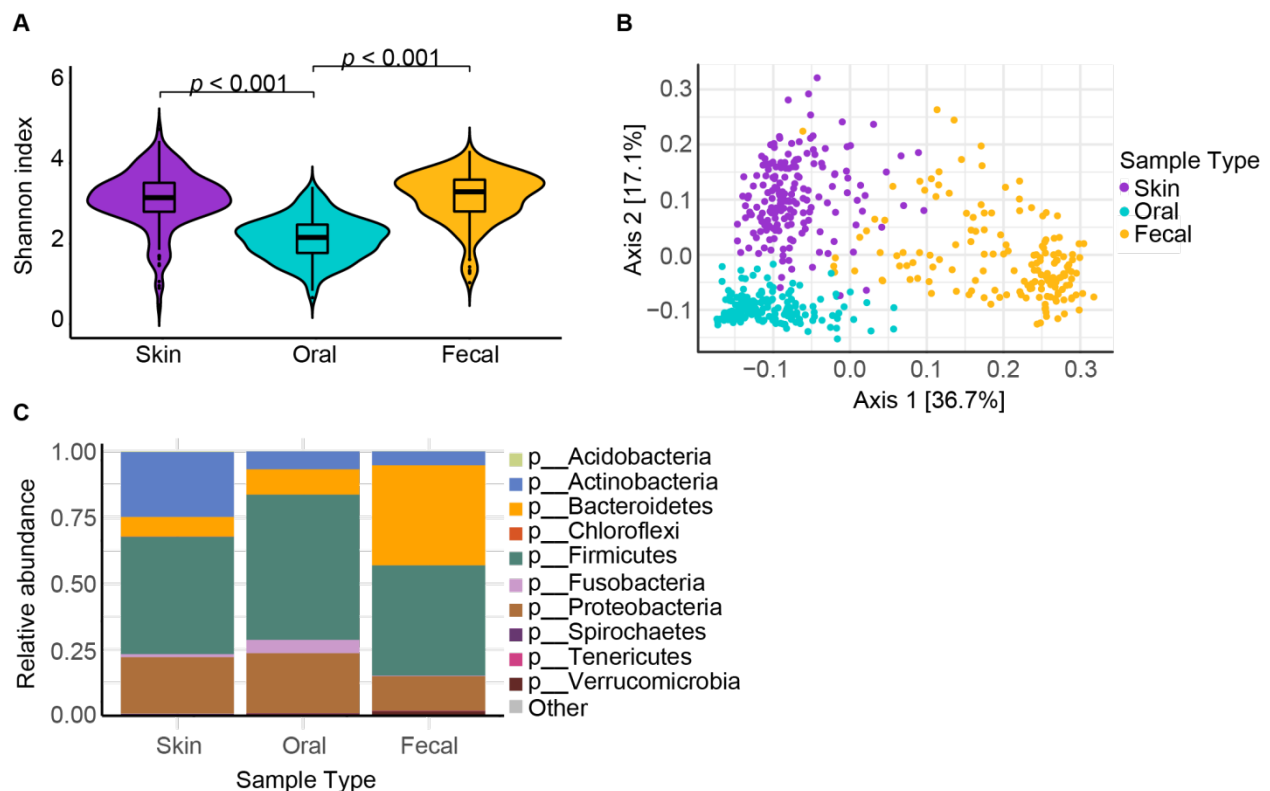 A
Shannon index
6
4
2
0
p < 0.001
p < 0.001
Skin
Oral
Fecal
B
Axis 2 [17.1%]
0.3
0.2
0.1
0.0
−0.1
−0.1
0.0
0.1
0.2
0.3
Axis 1 [36.7%]
Sample Type
Skin
Oral
Fecal
C
Relative abundance
1.00
0.75
0.50
0.25
0.00
Skin
Oral
Fecal
Sample Type
p__Acidobacteria
p__Actinobacteria
p__Bacteroidetes
p__Chloroflexi
p__Firmicutes
p__Fusobacteria
p__Proteobacteria
p__Spirochaetes
p__Tenericutes
p__Verrucomicrobia
Other